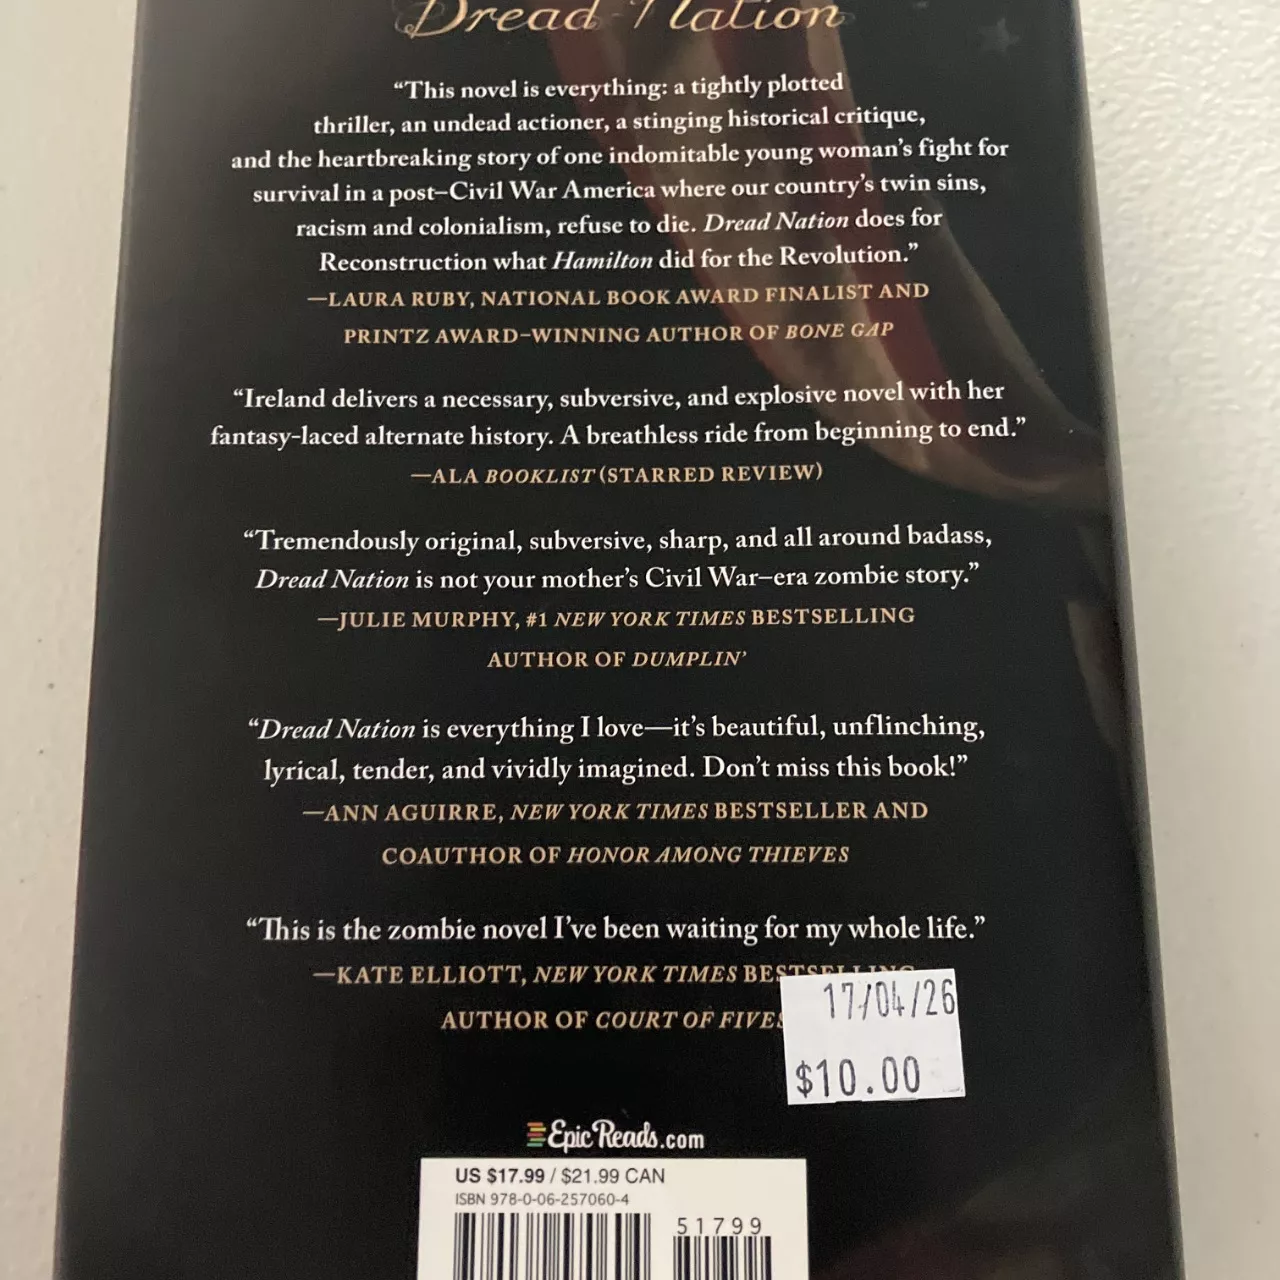 Dread Nation
“This novel is everything: a tightly plotted
thriller, an undead actioner, a stinging historical critique,
and the heartbreaking story of one indomitable young woman’s fight for
survival in a post–Civil War America where our country’s twin sins,
racism and colonialism, refuse to die. Dread Nation does for
Reconstruction what Hamilton did for the Revolution.”
—LAURA RUBY, NATIONAL BOOK AWARD FINALIST AND
PRINTZ AWARD–WINNING AUTHOR OF BONE GAP
“Ireland delivers a necessary, subversive, and explosive novel with her
fantasy-laced alternate history. A breathless ride from beginning to end.”
—ALA BOOKLIST (STARRED REVIEW)
“Tremendously original, subversive, sharp, and all around badass,
Dread Nation is not your mother’s Civil War–era zombie story.”
—JULIE MURPHY, #1 NEW YORK TIMES BESTSELLING
AUTHOR OF DUMPLIN’
“Dread Nation is everything I love—it’s beautiful, unflinching,
lyrical, tender, and vividly imagined. Don’t miss this book!”
—ANN AGUIRRE, NEW YORK TIMES BESTSELLER AND
COAUTHOR OF HONOR AMONG THIEVES
“This is the zombie novel I’ve been waiting for my whole life.”
—KATE ELLIOTT, NEW YORK TIMES BESTSELLING
AUTHOR OF COURT OF FIVES
17/04/26
$10.00
EpicReads.com
US $17.99 / $21.99 CAN
ISBN 978-0-06-257060-4
51799